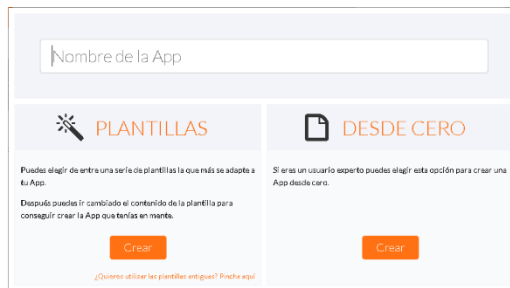 Nombre de la App
PLANTILLAS
Puedes elegir de entre una serie de plantillas la que más se adapte a
tu App.
Después puedes ir cambiado el contenido de la plantilla para
conseguir crear la App que tenías en mente.
Crear
¿Quieres utilizar las plantillas antiguas? Pincha aquí
DESDE CERO
Si eres un usuario experto puedes elegir esta opción para crear una
App desde cero.
Crear